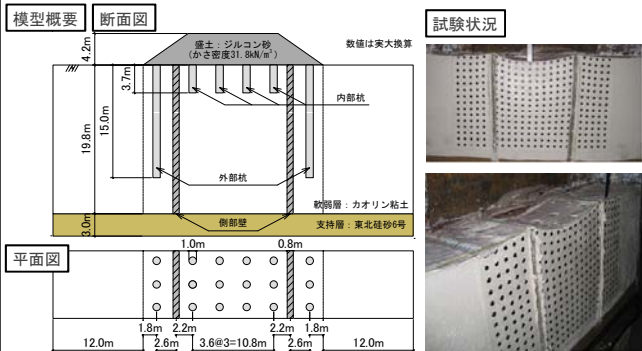 模型概要
断面図
試験状況
4.2m
盛土：ジルコン砂
(かさ密度31.8kN/m³)
数値は実大換算
3.7m
内部杭
15.0m
19.8m
外部杭
軟弱層：カオリン粘土
側部壁
支持層：東北硅砂6号
3.0m
平面図
1.0m
0.8m
1.8m
2.2m
2.2m
1.8m
12.0m
2.6m
3.6@3=10.8m
2.6m
12.0m